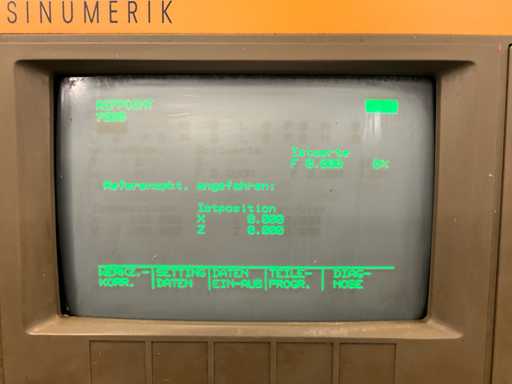 SINUMERIK
REFPOINT
Istwerte
F 0.000 0%
Referenzpkt. angefahren:
Istposition
X 0.000
Z 0.000
WERKZ.- SETTING DATEN TEILE- DIAG-
KORR. DATEN EIN-AUS PROGR. NOSE